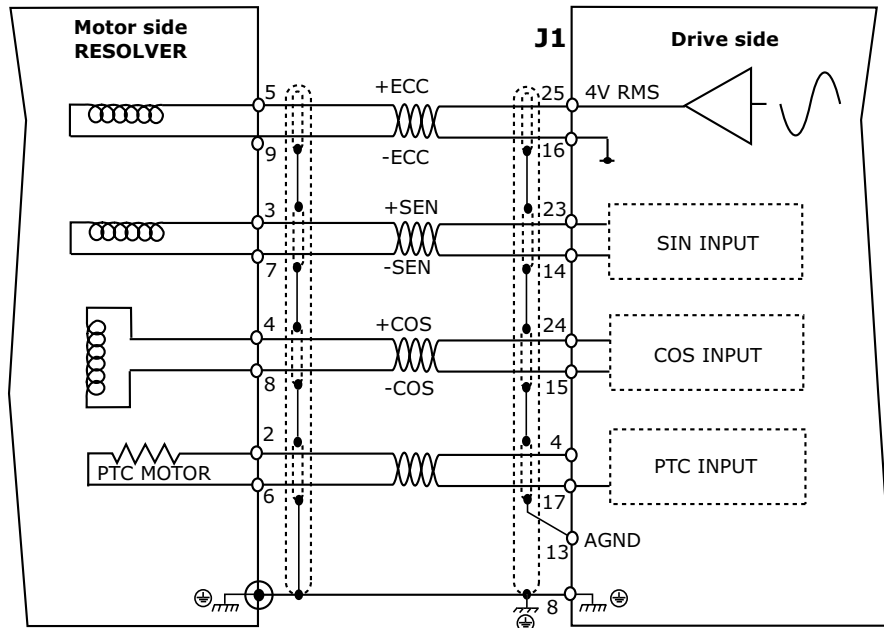 Motor side
RESOLVER
J1
Drive side
5
+ECC
25
4V RMS
9
-ECC
16
3
+SEN
23
SIN INPUT
7
-SEN
14
4
+COS
24
COS INPUT
8
-COS
15
2
4
PTC MOTOR
PTC INPUT
6
17
13
AGND
8